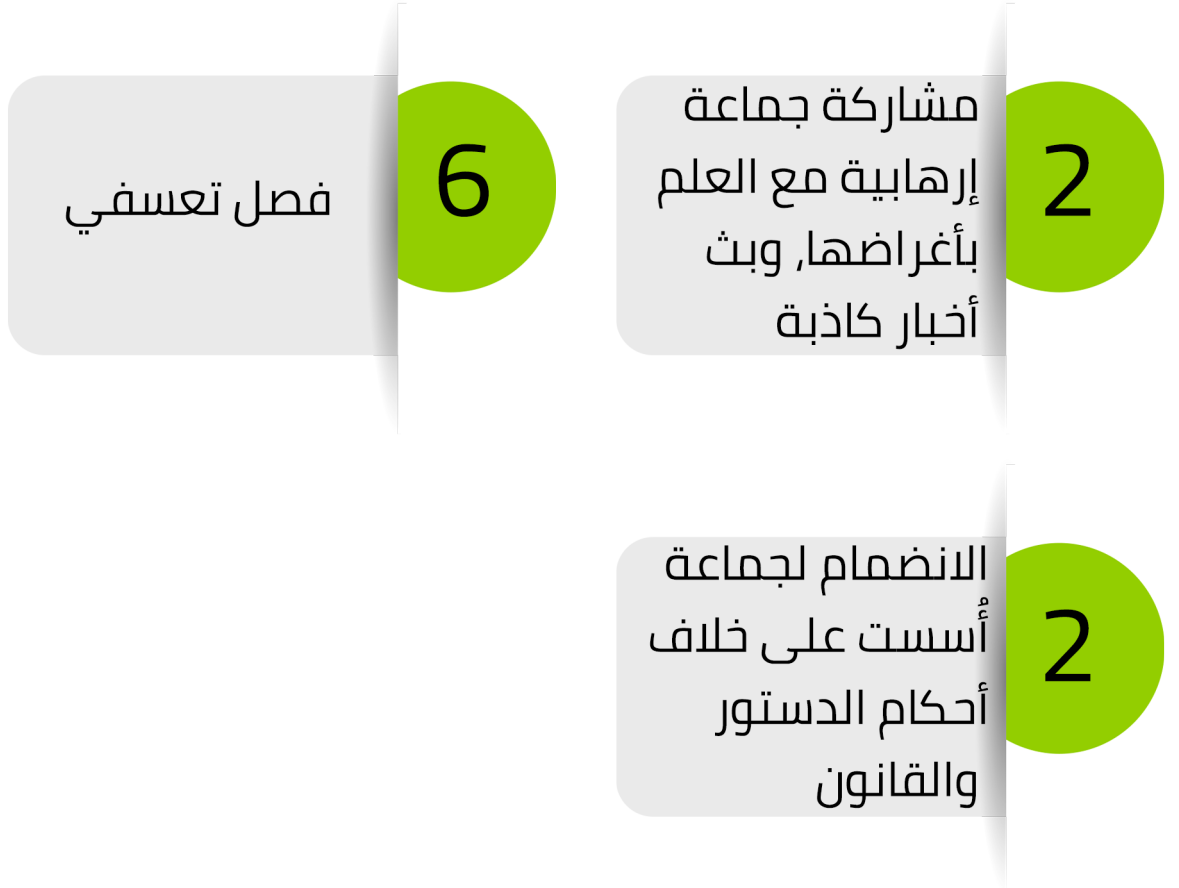 2
مشاركة جماعة
إرهابية مع العلم
بأغراضها, وبث
أخبار كاذبة
6
فصل تعسفي
2
الانضمام لجماعة
أُسست على خلاف
أحكام الدستور
والقانون